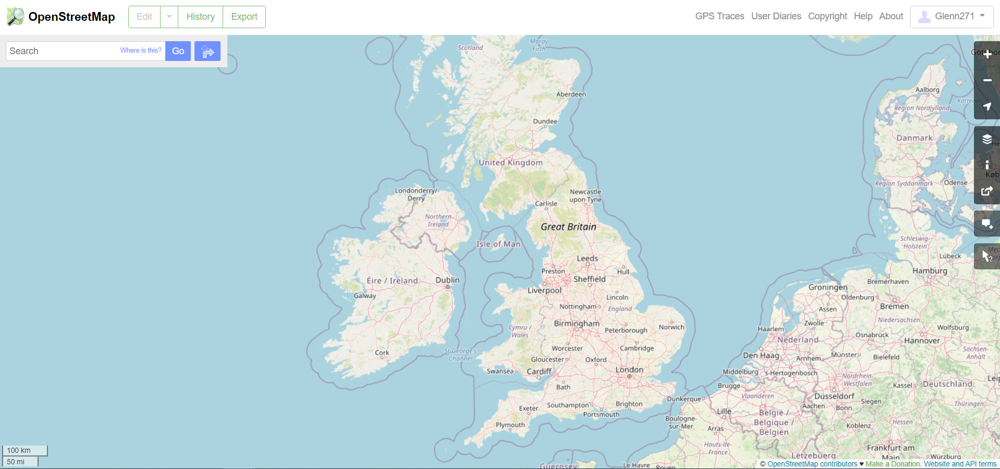 OpenStreetMap
Edit
History
Export
GPS Traces
User Diaries
Copyright
Help
About
Glenn271
Search
Where is this?
Go
Scotland
Moray
Firth
Aberdeen
Dundee
United Kingdom
Londonderry/
Derry
Northern
Ireland
Carlisle
Newcastle
upon Tyne
Great Britain
Isle of Man
Leeds
Preston
Hull
Sheffield
Liverpool
Lincoln
Éire / Ireland
Dublin
Galway
Nottingham
England
Birmingham
Peterborough
Norwich
Cymru /
Wales
Worcester
Cambridge
Cork
St George's
Channel
Gloucester
Oxford
Swansea
Cardiff
London
Bath
Exeter
Southampton
Brighton
Portsmouth
Plymouth
Guernsey
Aalborg
Kattegat
Region Nordjylland
Danmark
Region Syddanmark
Odense
Schleswig-
Holstein
Lübeck
Hamburg
Groningen
Bremerhaven
Oldenburg
Assen
Bremen
Niedersachsen
Zwolle
Haarlem
Wolfsburg
Osnabrück
Nederland
Hannover
Den Haag
Arnhem
Münster
Bielefeld
Sachsen-
Anhalt
Middelburg
's-Hertogenbosch
Nordrhein-
Westfalen
Brugge
Kassel
Deutschland
Vlaanderen
Düsseldorf
Dunkerque
Aachen
Siegen
Thüringen
Bonn
Lille
België /
Belgique /
Belgien
Boulogne-
sur-Mer
Arras
Koblenz
Hessen
Hauts-de-
France
Frankfurt am
Main
Letzebuerg
Würzburg
Le Havre
Rouen
100 km
50 mi
© OpenStreetMap contributors ♥ Make a Donation. Website and API terms